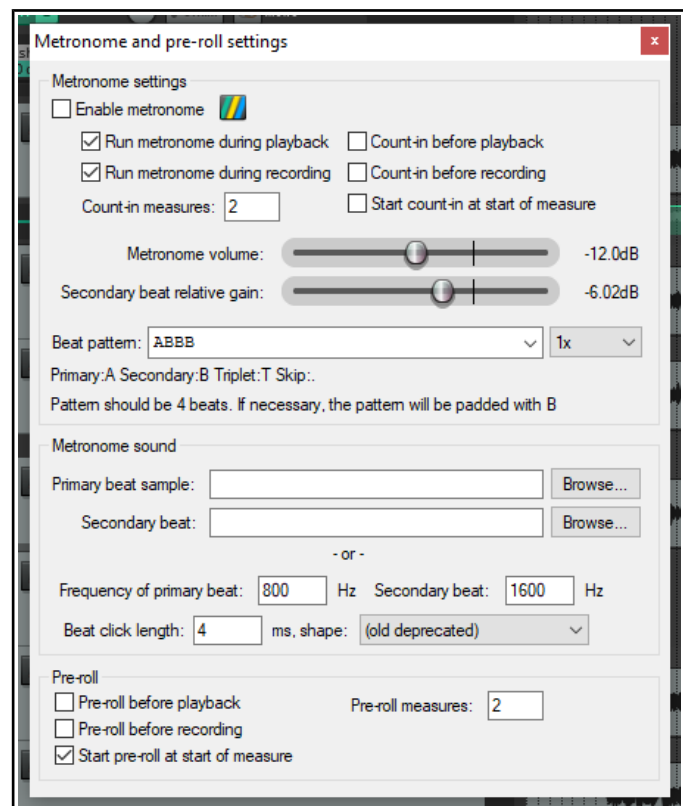 Metronome and pre-roll settings
x
Metronome settings
Enable metronome
Run metronome during playback Count-in before playback
Run metronome during recording Count-in before recording
Count-in measures: 2 Start count-in at start of measure
Metronome volume: -12.0dB
Secondary beat relative gain: -6.02dB
Beat pattern: ABBB 1x
Primary:A Secondary:B Triplet:T Skip:.
Pattern should be 4 beats. If necessary, the pattern will be padded with B
Metronome sound
Primary beat sample: Browse...
Secondary beat: Browse...
- or -
Frequency of primary beat: 800 Hz Secondary beat: 1600 Hz
Beat click length: 4 ms, shape: (old deprecated)
Pre-roll
Pre-roll before playback Pre-roll measures: 2
Pre-roll before recording
Start pre-roll at start of measure